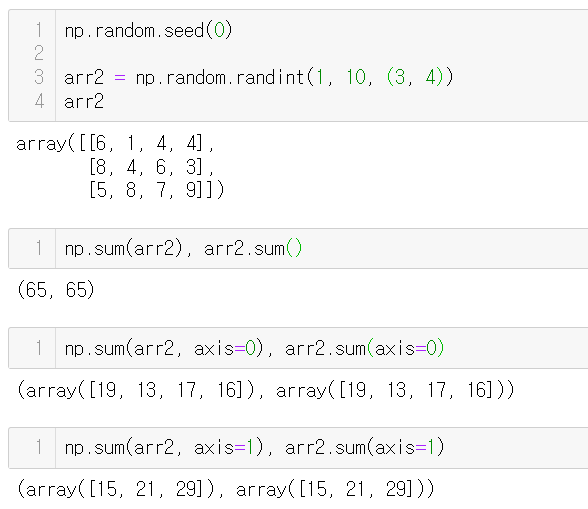 1 np.random.seed(0)
2
3 arr2 = np.random.randint(1, 10, (3, 4))
4 arr2
array([[6, 1, 4, 4],
       [8, 4, 6, 3],
       [5, 8, 7, 9]])
1 np.sum(arr2), arr2.sum()
(65, 65)
1 np.sum(arr2, axis=0), arr2.sum(axis=0)
(array([19, 13, 17, 16]), array([19, 13, 17, 16]))
1 np.sum(arr2, axis=1), arr2.sum(axis=1)
(array([15, 21, 29]), array([15, 21, 29]))